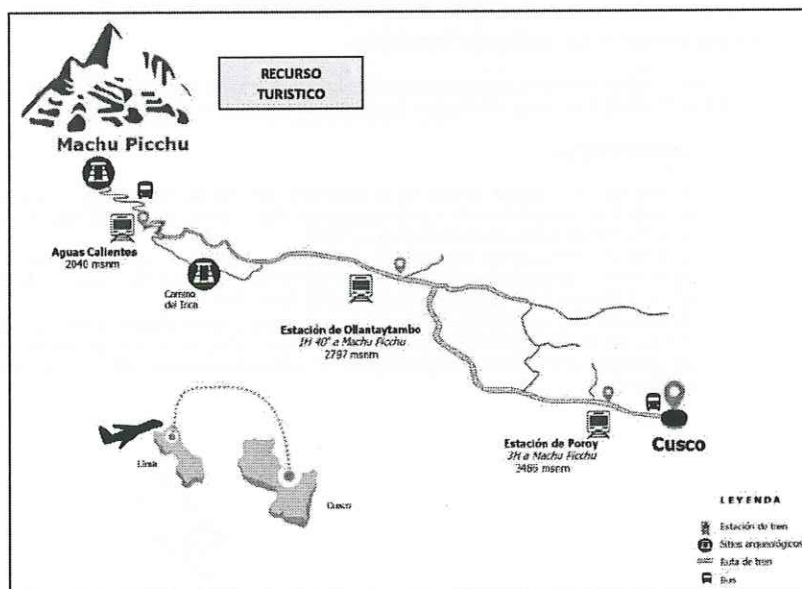 RECURSO
TURISTICO
Machu Picchu
Aguas Calientes
2040 msnm
Camino
del Inca
Estación de Ollantaytambo
1H 40" a Machu Picchu
2797 msnm
Estación de Poroy
3H a Machu Picchu
3486 msnm
Cusco
Lima
Cusco
LEYENDA
Estación de tren
Sitios arqueológicos
Ruta de tren
Bus